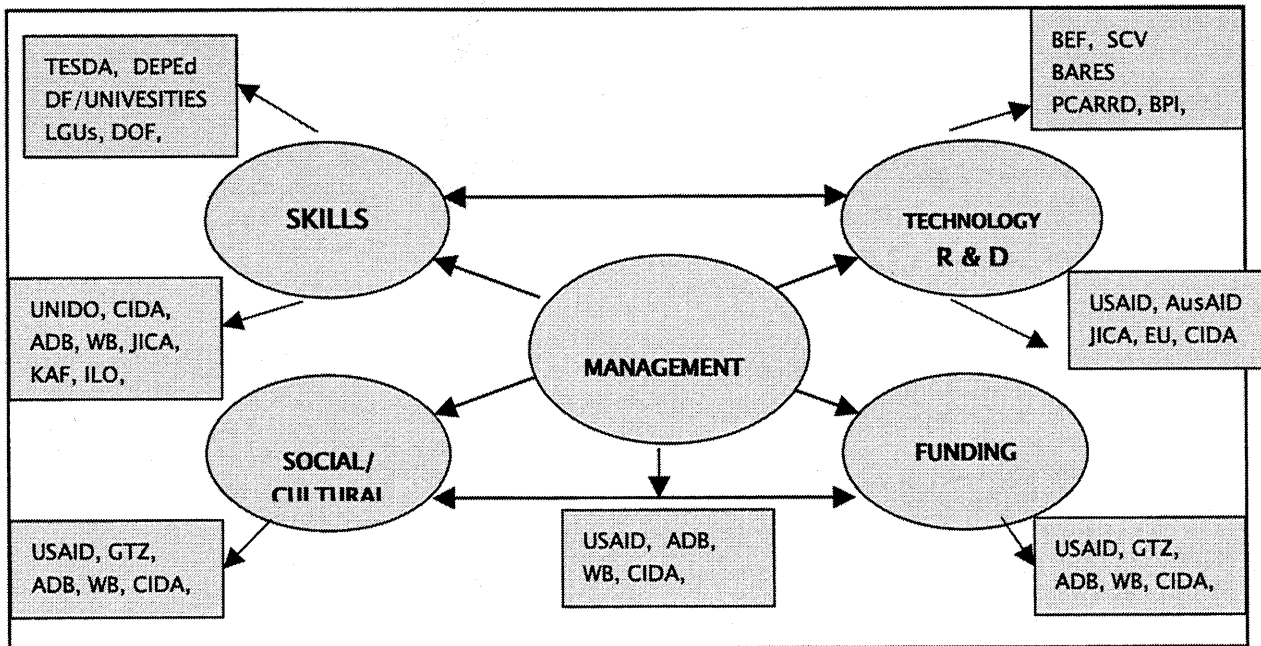 TESDA, DEPEd
DF/UNIVESITIES
LGUs, DOF,
BEF, SCV
BARES
PCARRD, BPI,
SKILLS
TECHNOLOGY
R & D
UNIDO, CIDA,
ADB, WB, JICA,
KAF, ILO,
USAID, AusAID
JICA, EU, CIDA
MANAGEMENT
SOCIAL/
CULTURAL
FUNDING
USAID, GTZ,
ADB, WB, CIDA,
USAID, ADB,
WB, CIDA,
USAID, GTZ,
ADB, WB, CIDA,